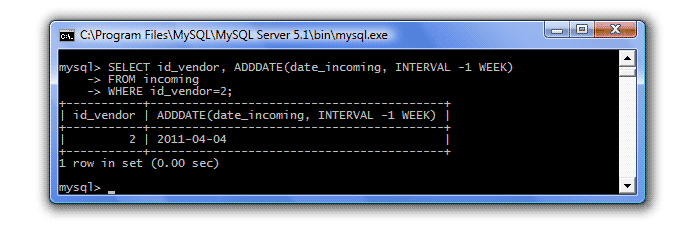 C:\Program Files\MySQL\MySQL Server 5.1\bin\mysql.exe
mysql> SELECT id_vendor, ADDDATE(date_incoming, INTERVAL -1 WEEK)
    -> FROM incoming
    -> WHERE id_vendor=2;
+-----------+------------------------------------------+
| id_vendor | ADDDATE(date_incoming, INTERVAL -1 WEEK) |
+-----------+------------------------------------------+
|         2 | 2011-04-04                               |
+-----------+------------------------------------------+
1 row in set (0.00 sec)
mysql> _